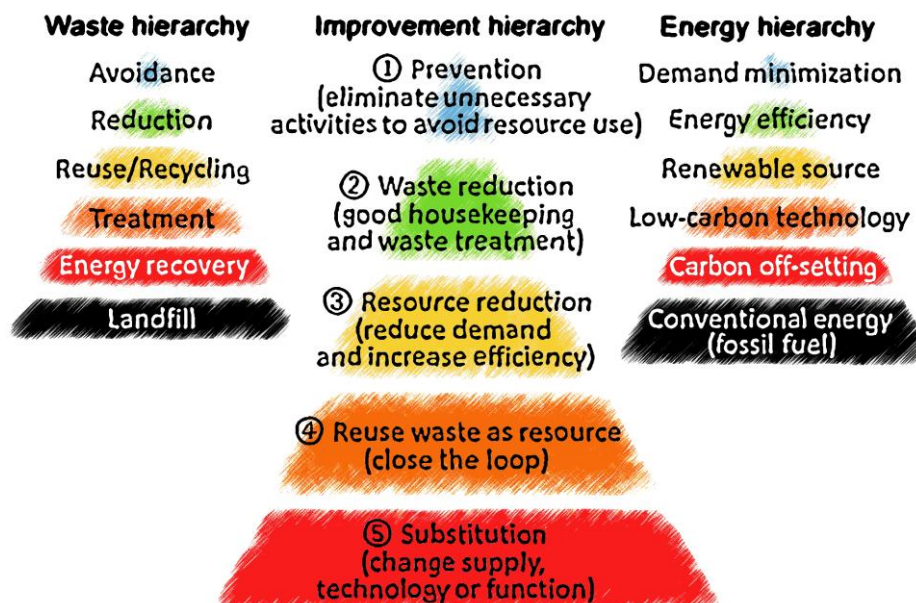 Waste hierarchy
Avoidance
Reduction
Reuse/Recycling
Treatment
Energy recovery
Landfill
Improvement hierarchy
① Prevention
(eliminate unnecessary
activities to avoid resource use)
② Waste reduction
(good housekeeping
and waste treatment)
③ Resource reduction
(reduce demand
and increase efficiency)
④ Reuse waste as resource
(close the loop)
⑤ Substitution
(change supply,
technology or function)
Energy hierarchy
Demand minimization
Energy efficiency
Renewable source
Low-carbon technology
Carbon off-setting
Conventional energy
(fossil fuel)